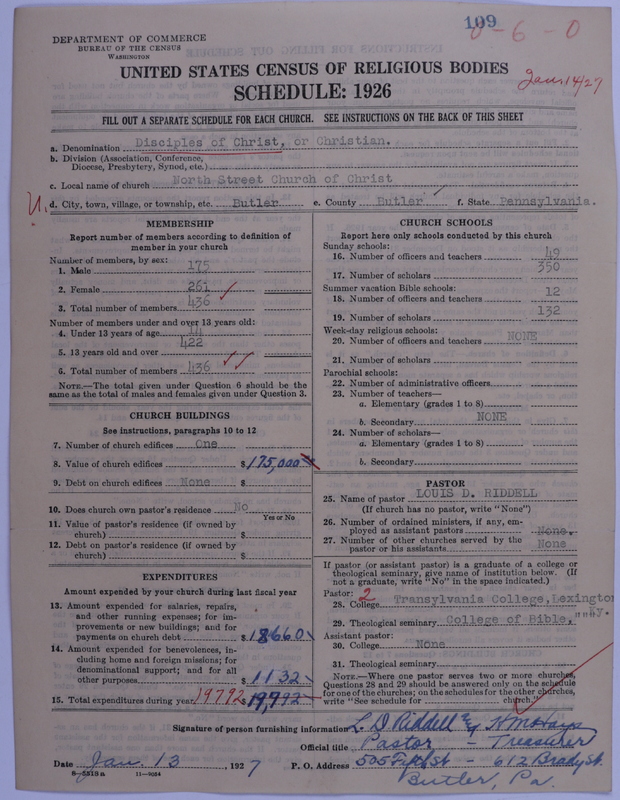 109
0-6-0
DEPARTMENT OF COMMERCE
BUREAU OF THE CENSUS
WASHINGTON
UNITED STATES CENSUS OF RELIGIOUS BODIES
Jan. 14/27
SCHEDULE: 1926
FILL OUT A SEPARATE SCHEDULE FOR EACH CHURCH. SEE INSTRUCTIONS ON THE BACK OF THIS SHEET
a. Denomination Disciples of Christ, or Christian.
b. Division (Association, Conference,
Diocese, Presbytery, Synod, etc.)
c. Local name of church North Street Church of Christ
U. d. City, town, village, or township, etc. Butler e. County Butler f. State Pennsylvania.
MEMBERSHIP
Report number of members according to definition of
member in your church
Number of members, by sex:
1. Male 175
2. Female 261
3. Total number of members 436
Number of members under and over 13 years old:
4. Under 13 years of age
5. 13 years old and over 422
6. Total number of members 436
NOTE.—The total given under Question 6 should be the
same as the total of males and females given under Question 3.
CHURCH BUILDINGS
See instructions, paragraphs 10 to 12
7. Number of church edifices One
8. Value of church edifices $175,000
9. Debt on church edifices None $
10. Does church own pastor's residence No
Yes or No
11. Value of pastor's residence (if owned by
church) $
12. Debt on pastor's residence (if owned by
church) $
EXPENDITURES
Amount expended by your church during last fiscal year
13. Amount expended for salaries, repairs,
and other running expenses; for im-
provements or new buildings; and for
payments on church debt $18660
14. Amount expended for benevolences, in-
cluding home and foreign missions; for
denominational support; and for all
other purposes $1132
15. Total expenditures during year 19792 $19,792
CHURCH SCHOOLS
Report here only schools conducted by this church
Sunday schools:
16. Number of officers and teachers 49
17. Number of scholars 350
Summer vacation Bible schools:
18. Number of officers and teachers 12
19. Number of scholars 132
Week-day religious schools:
20. Number of officers and teachers NONE
21. Number of scholars
Parochial schools:
22. Number of administrative officers
23. Number of teachers—
a. Elementary (grades 1 to 8)
b. Secondary NONE
24. Number of scholars—
a. Elementary (grades 1 to 8)
b. Secondary
PASTOR
25. Name of pastor LOUIS D. RIDDELL
(If church has no pastor, write "None")
26. Number of ordained ministers, if any, em-
ployed as assistant pastors None.
27. Number of other churches served by the
pastor or his assistants None
If pastor (or assistant pastor) is a graduate of a college or
theological seminary, give name of institution below. (If
not a graduate, write "No" in the space indicated.)
Pastor: 2
28. College Transylvania College, Lexington
Ky.
29. Theological seminary College of Bible, """
Assistant pastor:
30. College None
31. Theological seminary
NOTE.—Where one pastor serves two or more churches,
Questions 28 and 29 should be answered only on the schedule
for one of the churches; on the schedules for the other churches,
write "See schedule for church."
Signature of person furnishing information L. D. Riddell
Official title Pastor - Treasurer
Date Jan. 13 1927 P. O. Address 505 Fifth St - 612 Brady St.
Butler, Pa.
8—5513a 11—9084